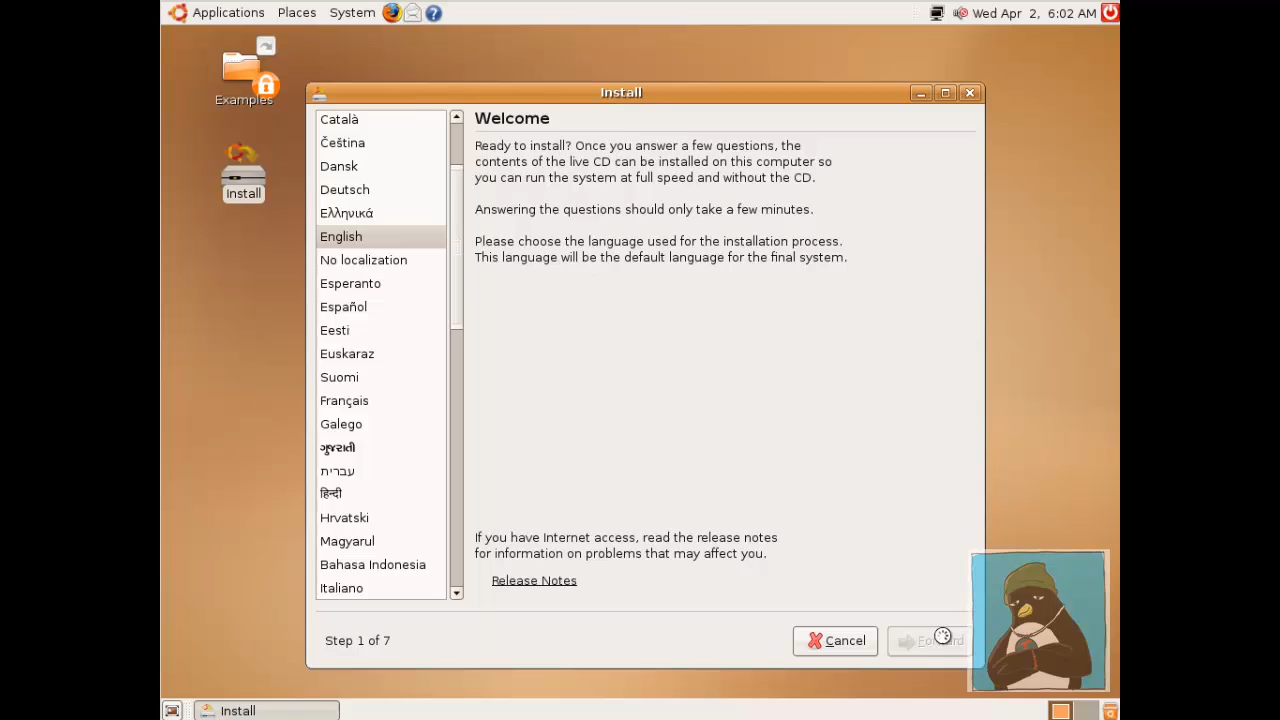 Applications Places System
Wed Apr 2, 6:02 AM
Examples
Install
Install
Català
Čeština
Dansk
Deutsch
Ελληνικά
English
No localization
Esperanto
Español
Eesti
Euskaraz
Suomi
Français
Galego
ગુજરાતી
עברית
हिन्दी
Hrvatski
Magyarul
Bahasa Indonesia
Italiano
Welcome
Ready to install? Once you answer a few questions, the
contents of the live CD can be installed on this computer so
you can run the system at full speed and without the CD.
Answering the questions should only take a few minutes.
Please choose the language used for the installation process.
This language will be the default language for the final system.
If you have Internet access, read the release notes
for information on problems that may affect you.
Release Notes
Step 1 of 7
Cancel
Forward
Install